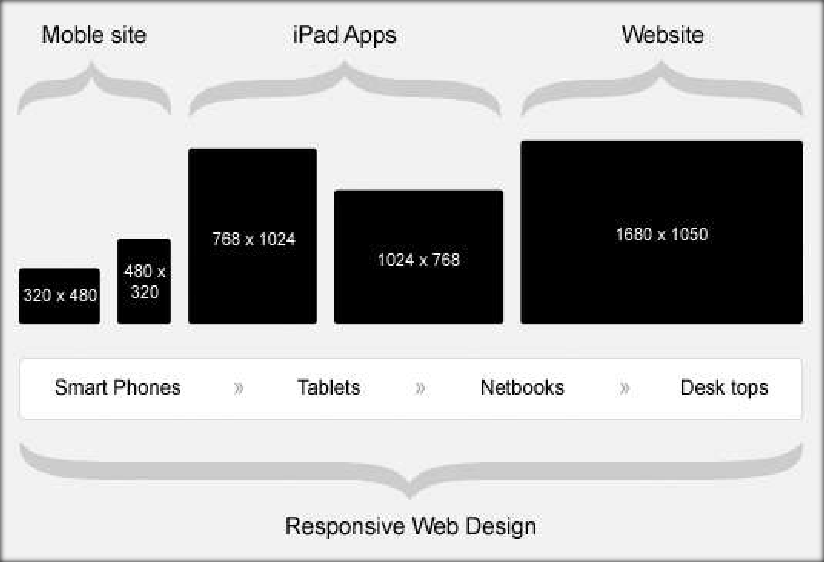 Moble site
iPad Apps
Website
320 x 480
480 x
320
768 x 1024
1024 x 768
1680 x 1050
Smart Phones » Tablets » Netbooks » Desk tops
Responsive Web Design